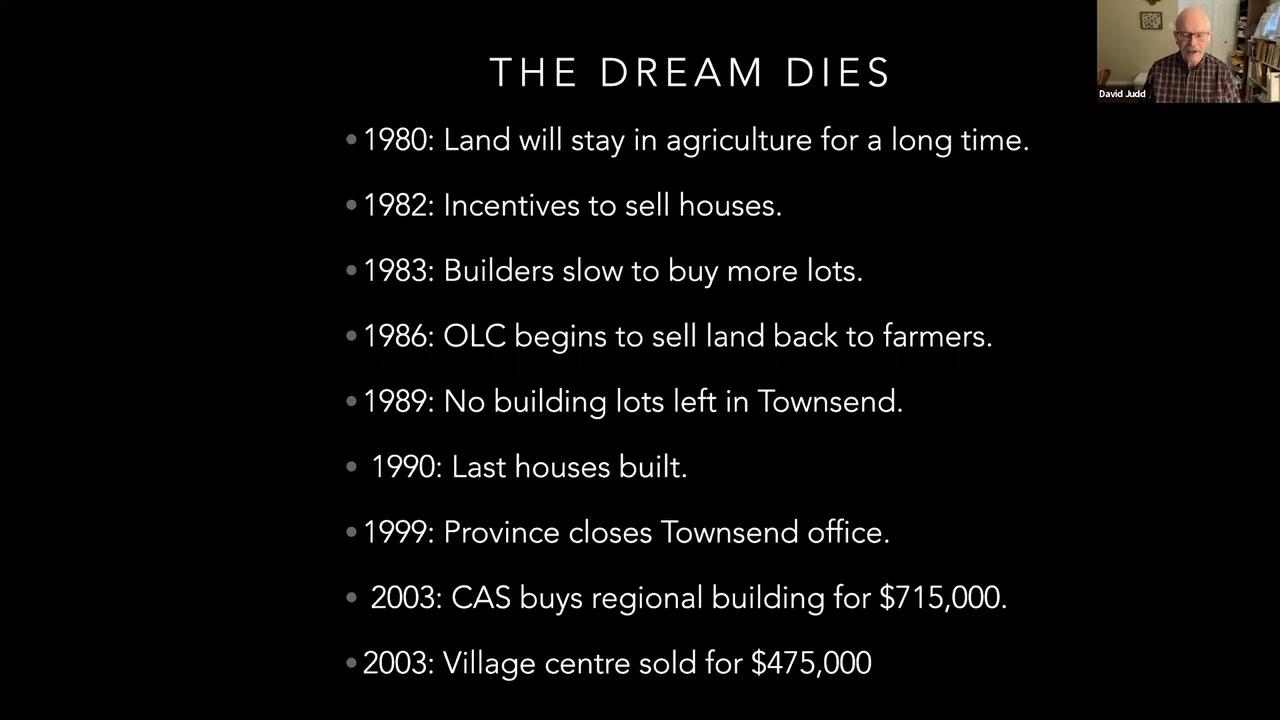 THE DREAM DIES
David Judd
• 1980: Land will stay in agriculture for a long time.
• 1982: Incentives to sell houses.
• 1983: Builders slow to buy more lots.
• 1986: OLC begins to sell land back to farmers.
• 1989: No building lots left in Townsend.
• 1990: Last houses built.
• 1999: Province closes Townsend office.
• 2003: CAS buys regional building for $715,000.
• 2003: Village centre sold for $475,000